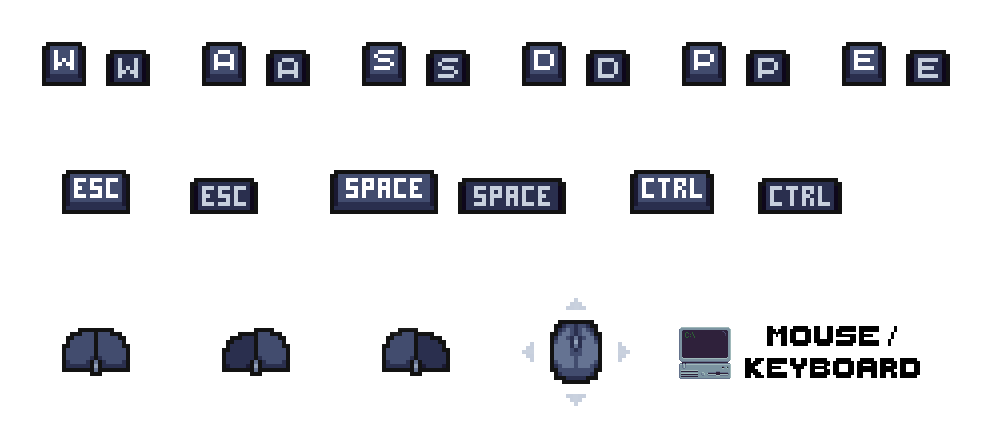 W W A A S S D D P P E E
ESC ESC SPACE SPACE CTRL CTRL
MOUSE /
KEYBOARD